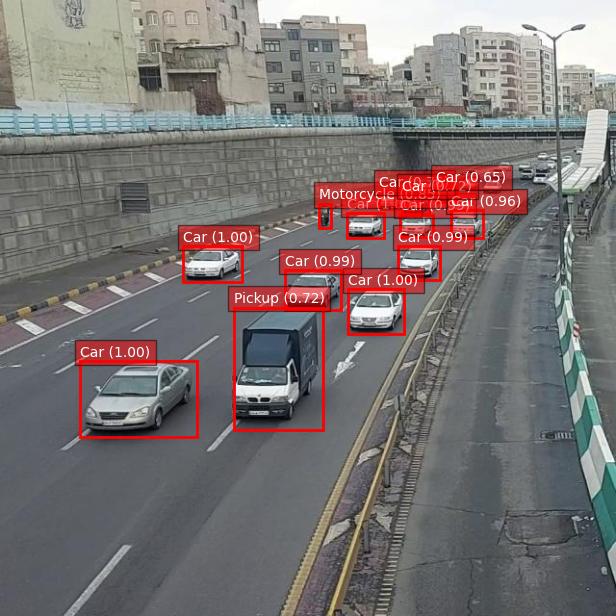 Car (0.65)
Car (0.72)
Car (0.96)
Motorcycle
Car (1.00)
Car (0.99)
Car (0.99)
Car (1.00)
Pickup (0.72)
Car (1.00)